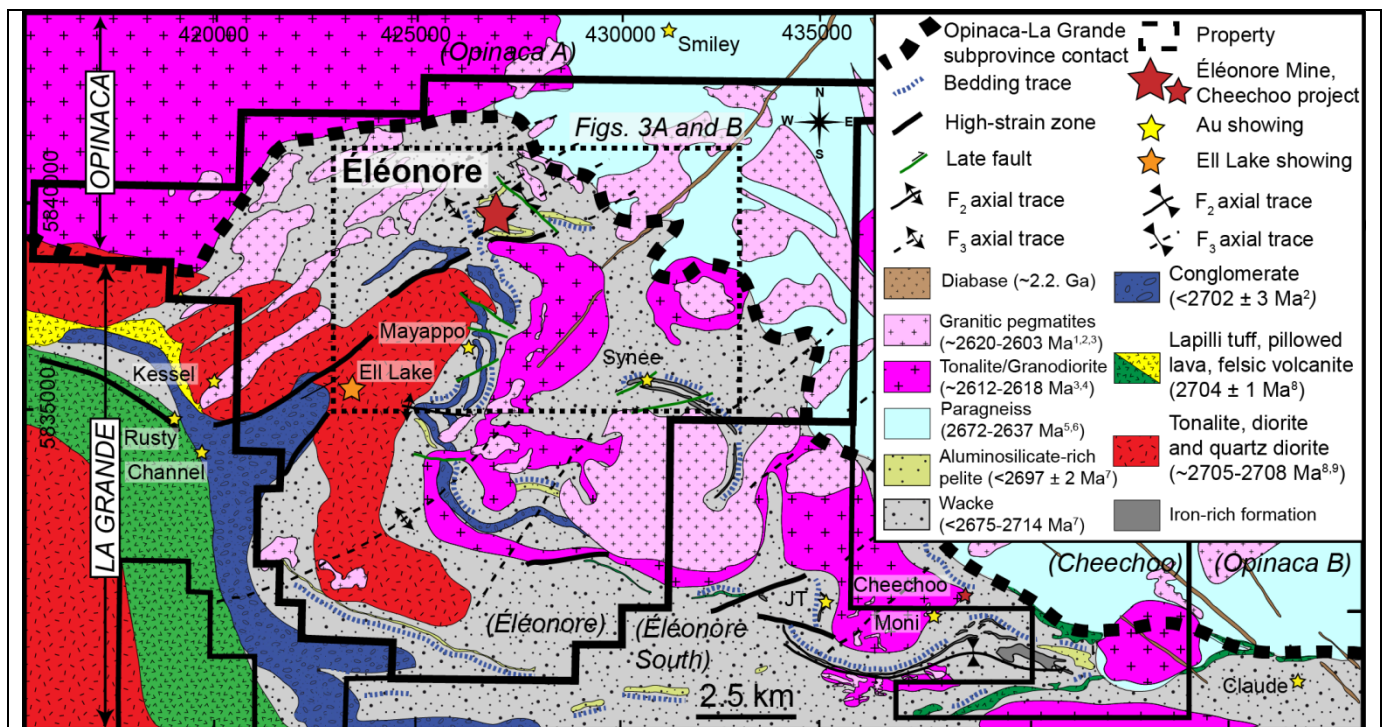 420000
425000
430000
435000
5840000
5835000
OPINACA
LA GRANDE
(Opinaca A)
Smiley
Figs. 3A and B
N
W E
S
Éléonore
Mayappo
Ell Lake
Kessel
Rusty
Channel
Synée
(Éléonore)
(Éléonore
South)
2.5 km
JT
Cheechoo
Moni
(Cheechoo)
(Opinaca B)
Claude
Opinaca-La Grande
subprovince contact
Bedding trace
High-strain zone
Late fault
F2 axial trace
F3 axial trace
Diabase (~2.2. Ga)
Granitic pegmatites
(~2620-2603 Ma1,2,3)
Tonalite/Granodiorite
(~2612-2618 Ma3,4)
Paragneiss
(2672-2637 Ma5,6)
Aluminosilicate-rich
pelite (<2697 ± 2 Ma7)
Wacke
(<2675-2714 Ma7)
Property
Éléonore Mine,
Cheechoo project
Au showing
Ell Lake showing
F2 axial trace
F3 axial trace
Conglomerate
(<2702 ± 3 Ma2)
Lapilli tuff, pillowed
lava, felsic volcanite
(2704 ± 1 Ma8)
Tonalite, diorite
and quartz diorite
(~2705-2708 Ma8,9)
Iron-rich formation